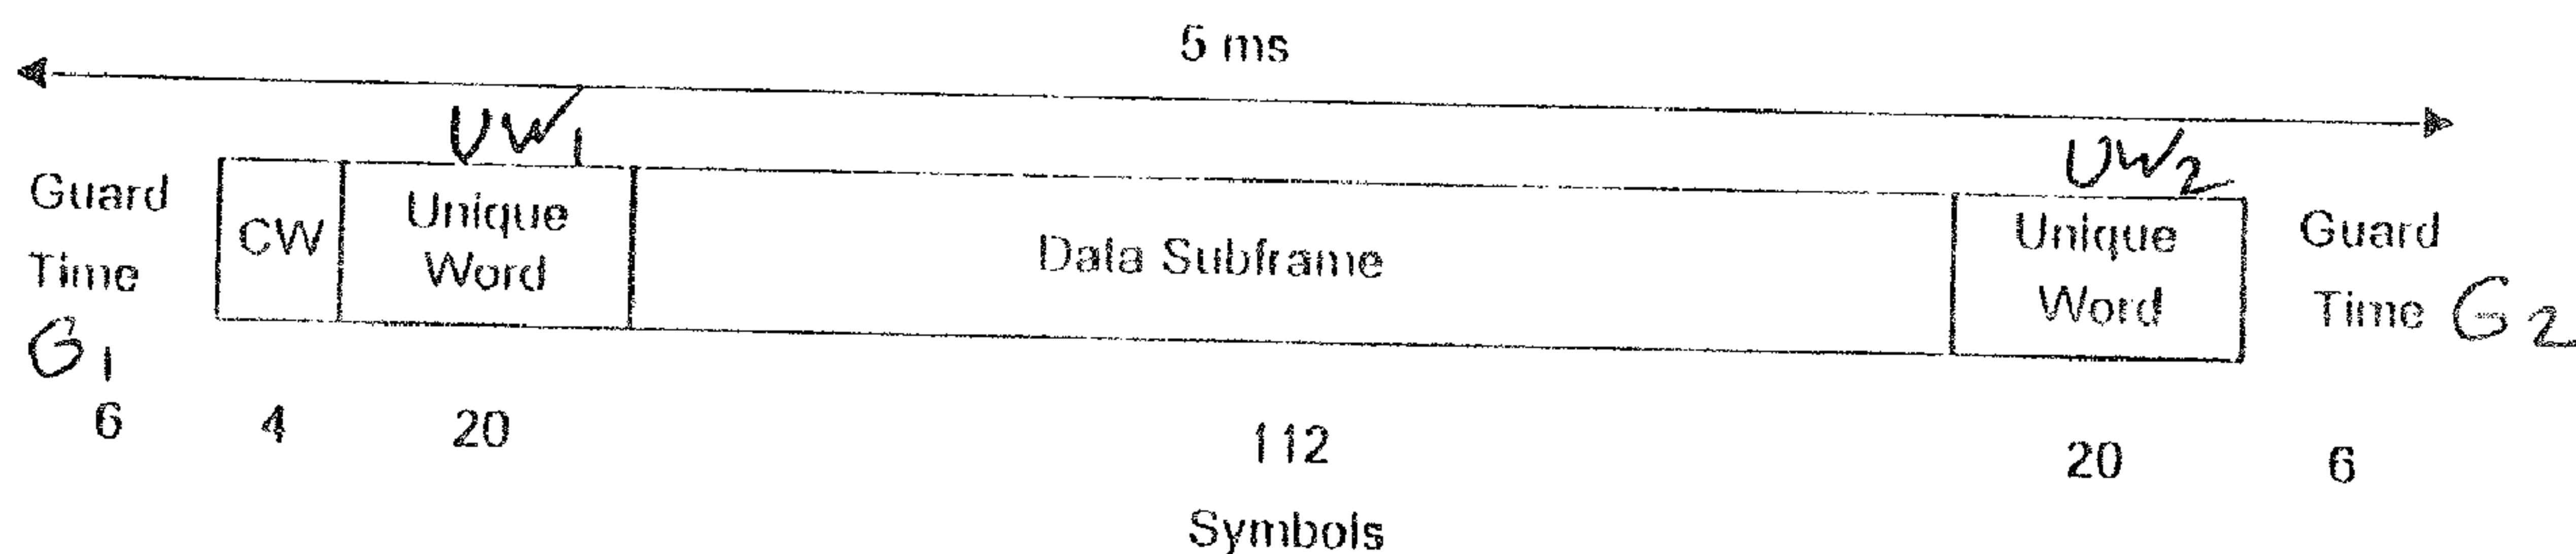 5 ms
UW1
UW2
Guard
Time
G1
CW
Unique
Word
Data Subframe
Unique
Word
Guard
Time G2
6 4 20 112 20 6
Symbols